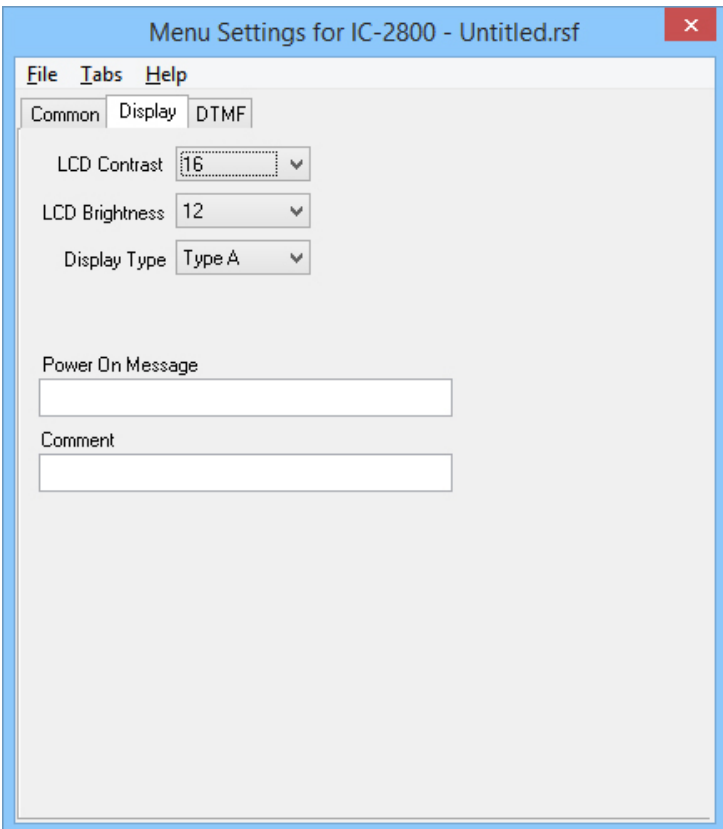 Menu Settings for IC-2800 - Untitled.rsf
File Tabs Help
Common Display DTMF
LCD Contrast 16
LCD Brightness 12
Display Type Type A
Power On Message
Comment